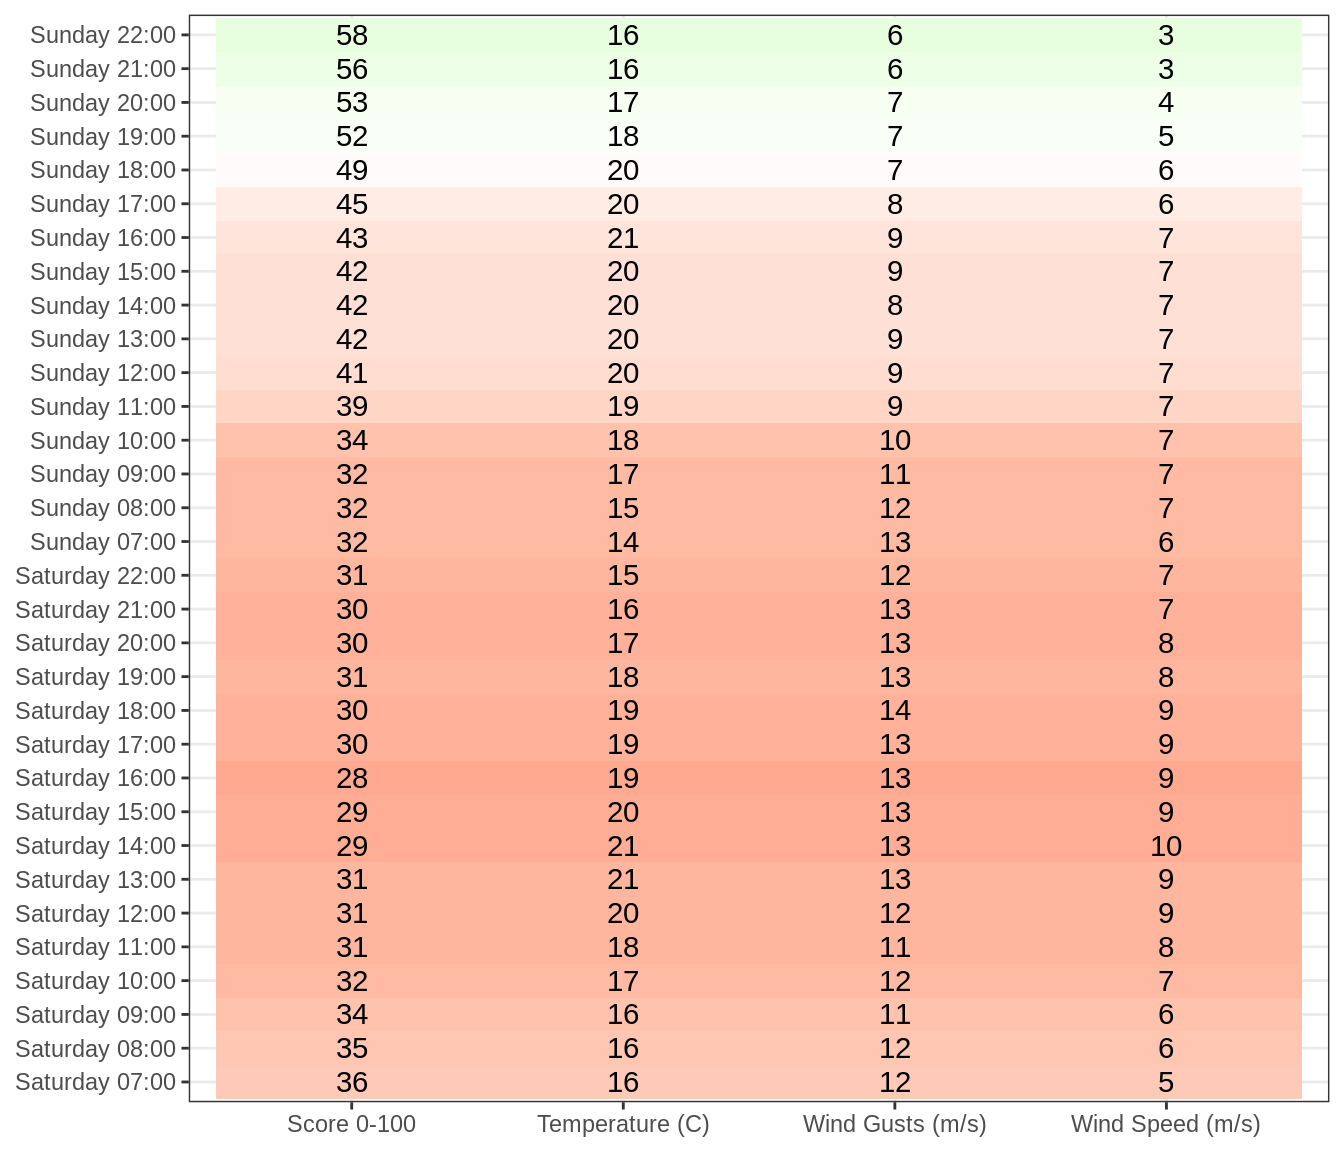 Sunday 22:00 58 16 6 3
Sunday 21:00 56 16 6 3
Sunday 20:00 53 17 7 4
Sunday 19:00 52 18 7 5
Sunday 18:00 49 20 7 6
Sunday 17:00 45 20 8 6
Sunday 16:00 43 21 9 7
Sunday 15:00 42 20 9 7
Sunday 14:00 42 20 8 7
Sunday 13:00 42 20 9 7
Sunday 12:00 41 20 9 7
Sunday 11:00 39 19 9 7
Sunday 10:00 34 18 10 7
Sunday 09:00 32 17 11 7
Sunday 08:00 32 15 12 7
Sunday 07:00 32 14 13 6
Saturday 22:00 31 15 12 7
Saturday 21:00 30 16 13 7
Saturday 20:00 30 17 13 8
Saturday 19:00 31 18 13 8
Saturday 18:00 30 19 14 9
Saturday 17:00 30 19 13 9
Saturday 16:00 28 19 13 9
Saturday 15:00 29 20 13 9
Saturday 14:00 29 21 13 10
Saturday 13:00 31 21 13 9
Saturday 12:00 31 20 12 9
Saturday 11:00 31 18 11 8
Saturday 10:00 32 17 12 7
Saturday 09:00 34 16 11 6
Saturday 08:00 35 16 12 6
Saturday 07:00 36 16 12 5
Score 0-100 Temperature (C) Wind Gusts (m/s) Wind Speed (m/s)